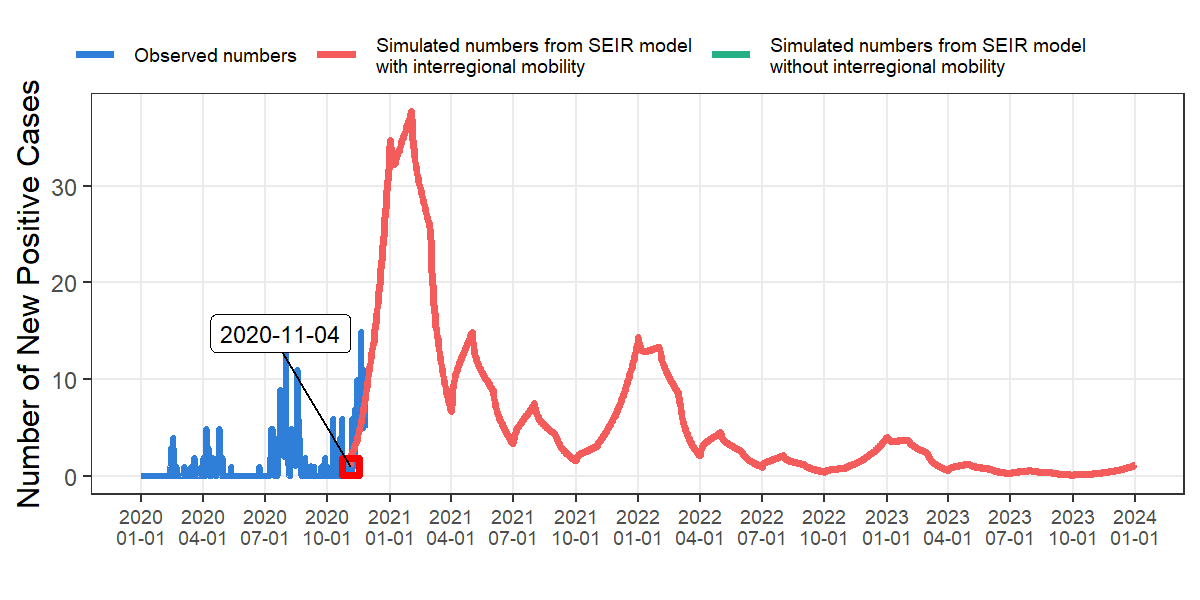 Observed numbers
Simulated numbers from SEIR model
with interregional mobility
Simulated numbers from SEIR model
without interregional mobility
Number of New Positive Cases
30
20
10
0
2020-11-04
2020 2020 2020 2020 2021 2021 2021 2021 2022 2022 2022 2022 2023 2023 2023 2023 2024
01-01 04-01 07-01 10-01 01-01 04-01 07-01 10-01 01-01 04-01 07-01 10-01 01-01 04-01 07-01 10-01 01-01